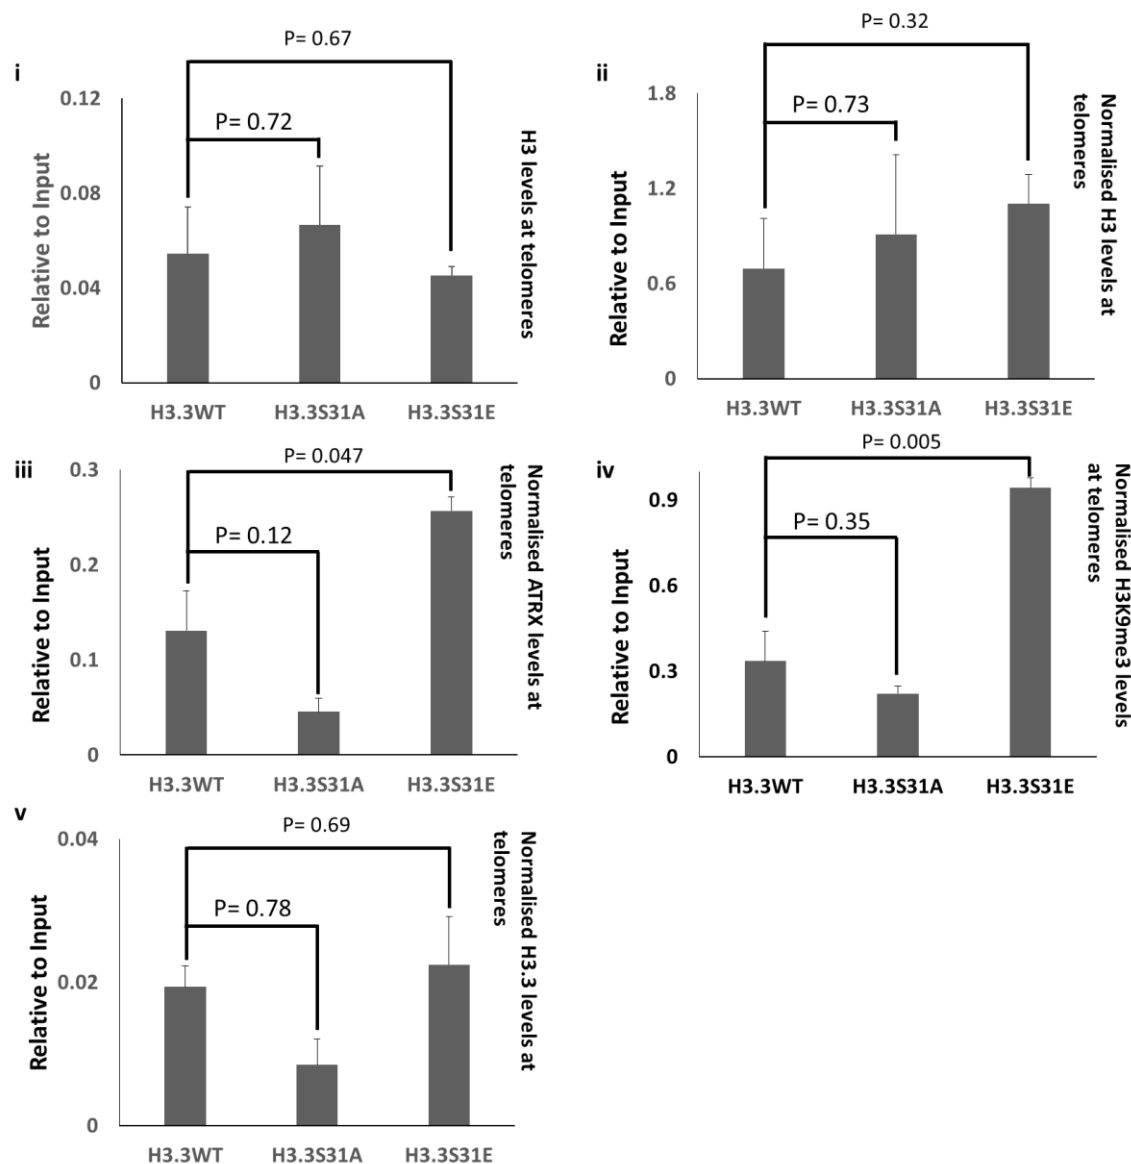 i
P= 0.67
P= 0.72
0.12
0.08
0.04
0
Relative to Input
H3 levels at telomeres
H3.3WT
H3.3S31A
H3.3S31E
ii
P= 0.32
P= 0.73
1.8
1.2
0.6
0
Relative to Input
Normalised H3 levels at
telomeres
H3.3WT
H3.3S31A
H3.3S31E
iii
P= 0.047
P= 0.12
0.3
0.2
0.1
0
Relative to Input
Normalised ATRX levels at
telomeres
H3.3WT
H3.3S31A
H3.3S31E
iv
P= 0.005
P= 0.35
0.9
0.6
0.3
0
Relative to Input
Normalised H3K9me3 levels
at telomeres
H3.3WT
H3.3S31A
H3.3S31E
v
P= 0.69
P= 0.78
0.04
0.02
0
Relative to Input
Normalised H3.3 levels at
telomeres
H3.3WT
H3.3S31A
H3.3S31E